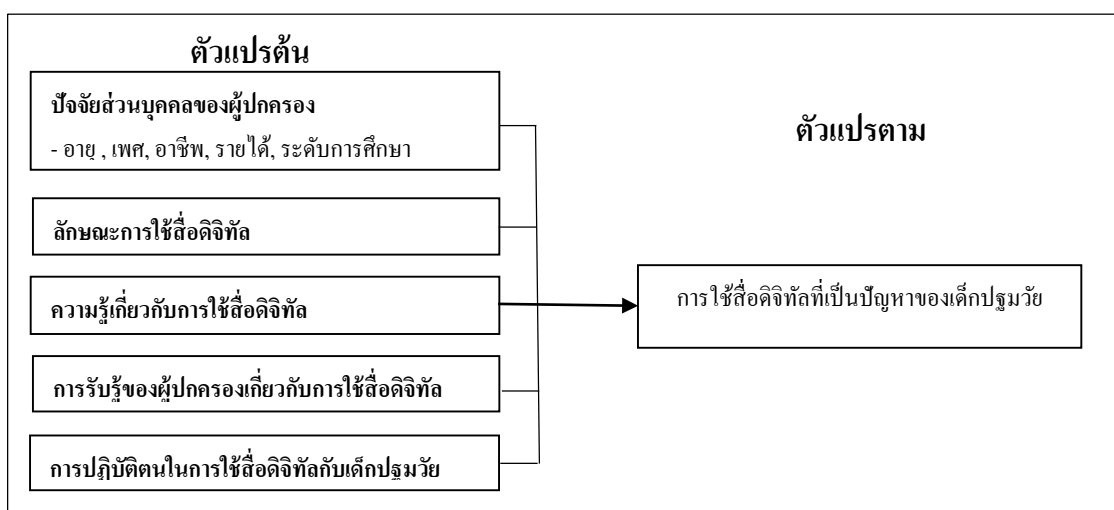 ตัวแปรต้น
ปัจจัยส่วนบุคคลของผู้ปกครอง
- อายุ , เพศ, อาชีพ, รายได้, ระดับการศึกษา
ลักษณะการใช้สื่อดิจิทัล
ความรู้เกี่ยวกับการใช้สื่อดิจิทัล
การรับรู้ของผู้ปกครองเกี่ยวกับการใช้สื่อดิจิทัล
การปฏิบัติตนในการใช้สื่อดิจิทัลกับเด็กปฐมวัย
ตัวแปรตาม
การใช้สื่อดิจิทัลที่เป็นปัญหาของเด็กปฐมวัย